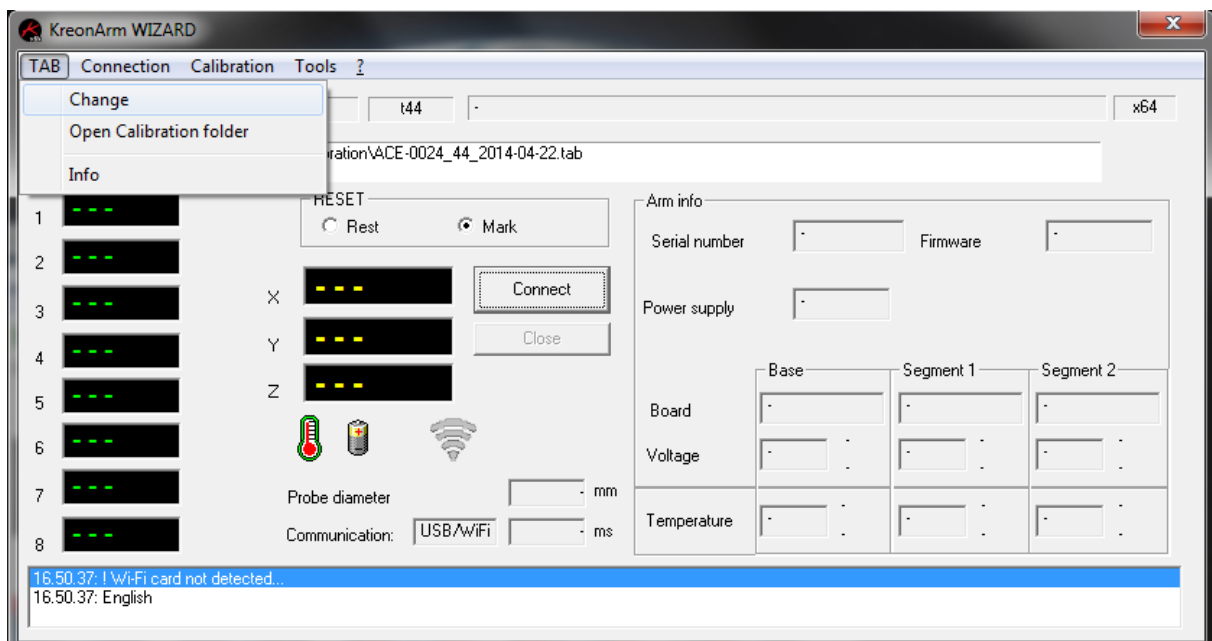 KreonArm WIZARD
TAB Connection Calibration Tools ?
Change
Open Calibration folder
Info
t44 - x64
ration\ACE-0024_44_2014-04-22.tab
RESET
Rest Mark
Arm info
Serial number - Firmware -
Power supply -
1 ---
2 ---
3 ---
4 ---
5 ---
6 ---
7 ---
8 ---
X ---
Y ---
Z ---
Connect
Close
Base Segment 1 Segment 2
Board - - -
Voltage - - - - - - - - -
Temperature - - - - - - - - -
Probe diameter - mm
Communication: USB/WiFi - ms
16.50.37: ! Wi-Fi card not detected...
16.50.37: English